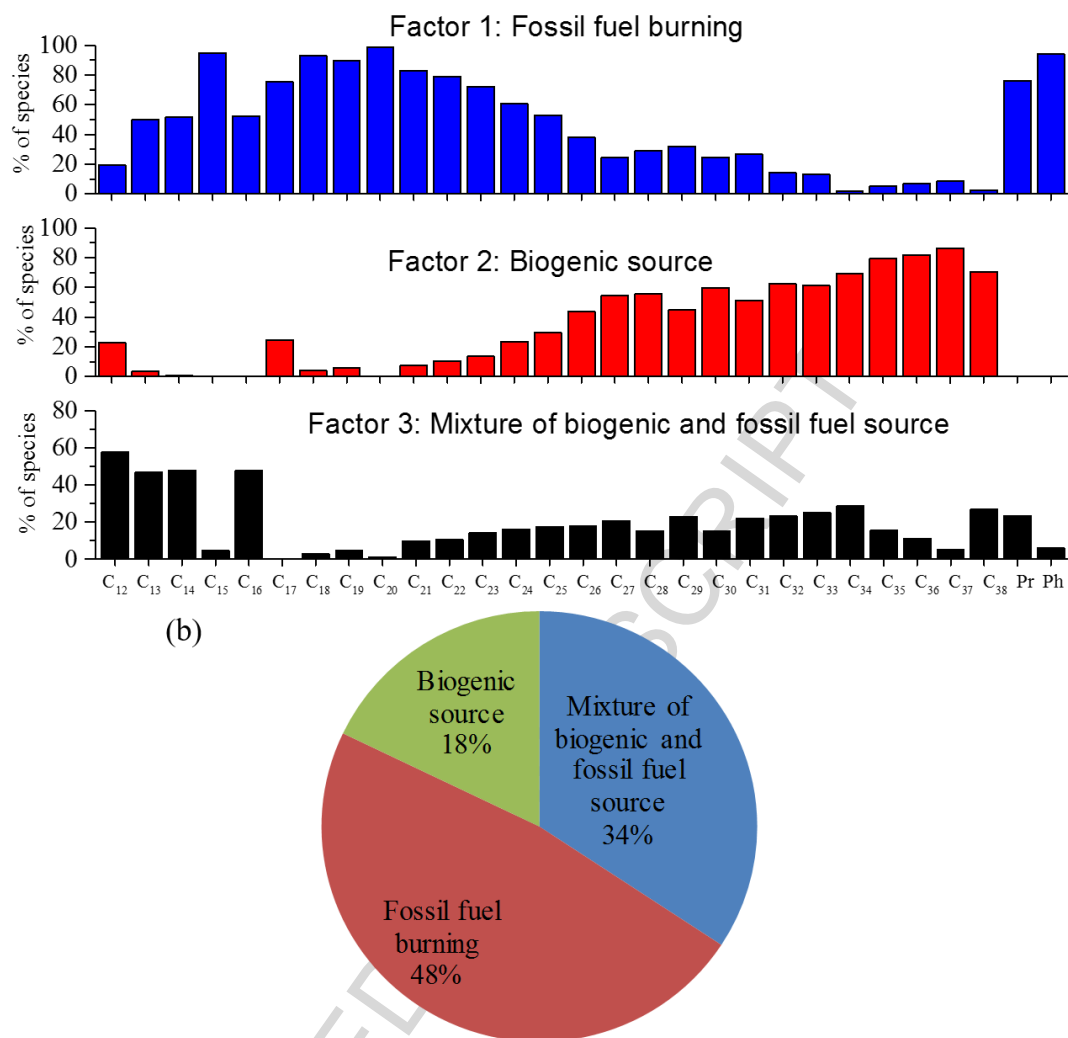 Factor 1: Fossil fuel burning
% of species
100
80
60
40
20
0
Factor 2: Biogenic source
% of species
100
80
60
40
20
0
Factor 3: Mixture of biogenic and fossil fuel source
% of species
80
60
40
20
0
C12 C13 C14 C15 C16 C17 C18 C19 C20 C21 C22 C23 C24 C25 C26 C27 C28 C29 C30 C31 C32 C33 C34 C35 C36 C37 C38 Pr Ph
(b)
Biogenic
source
18%
Mixture of
biogenic and
fossil fuel
source
34%
Fossil fuel
burning
48%